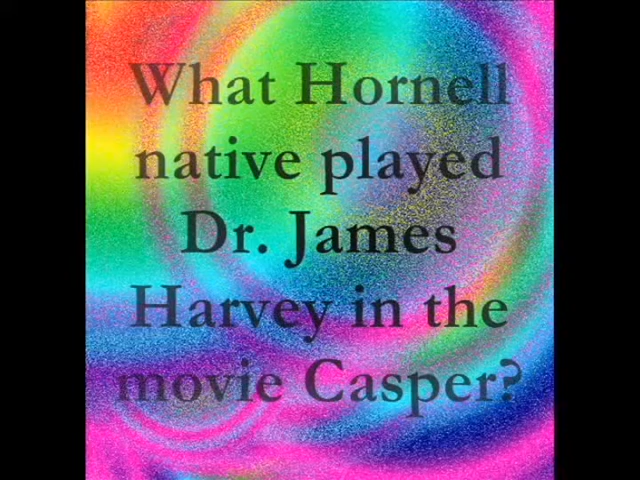 What Hornell
native played
Dr. James
Harvey in the
movie Casper?